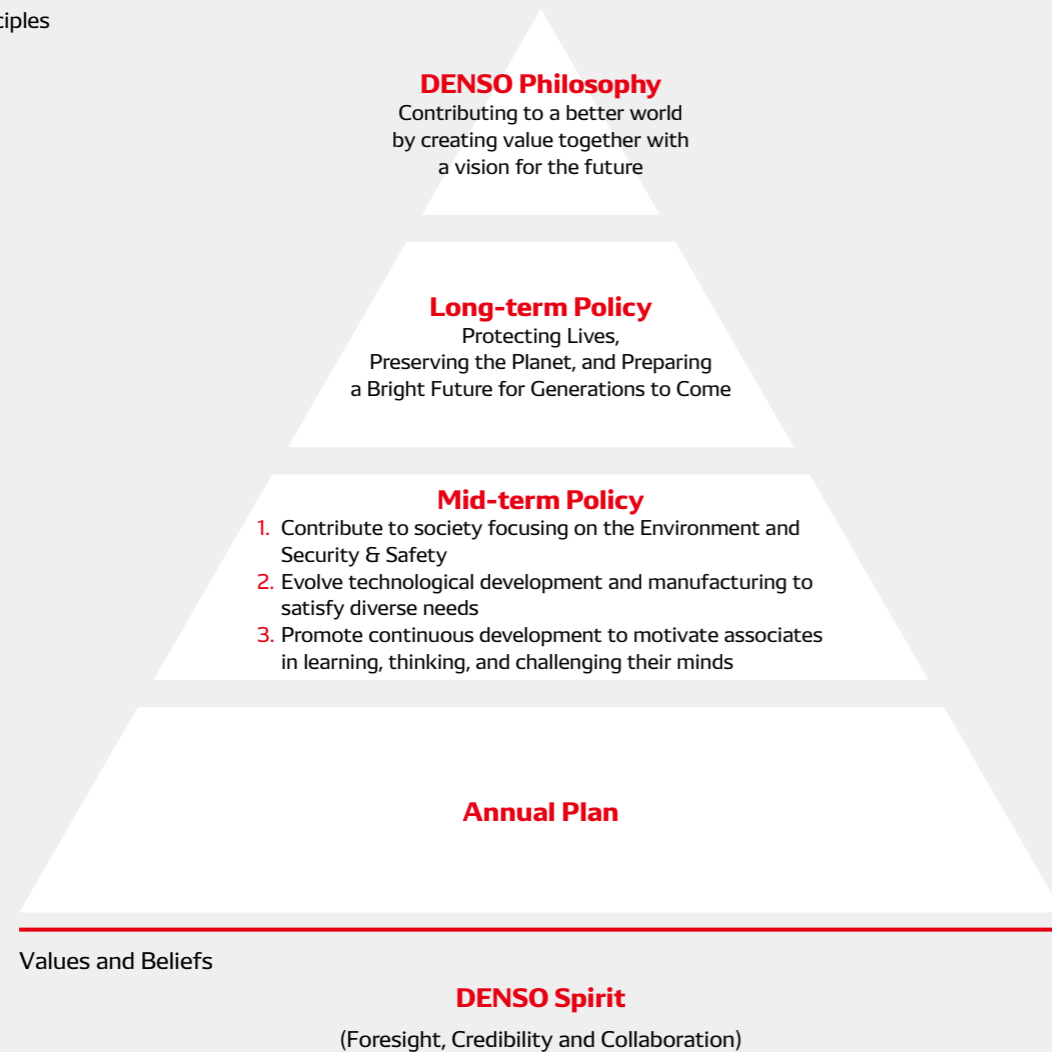 ciples
DENSO Philosophy
Contributing to a better world
by creating value together with
a vision for the future
Long-term Policy
Protecting Lives,
Preserving the Planet, and Preparing
a Bright Future for Generations to Come
Mid-term Policy
1. Contribute to society focusing on the Environment and
Security & Safety
2. Evolve technological development and manufacturing to
satisfy diverse needs
3. Promote continuous development to motivate associates
in learning, thinking, and challenging their minds
Annual Plan
Values and Beliefs
DENSO Spirit
(Foresight, Credibility and Collaboration)